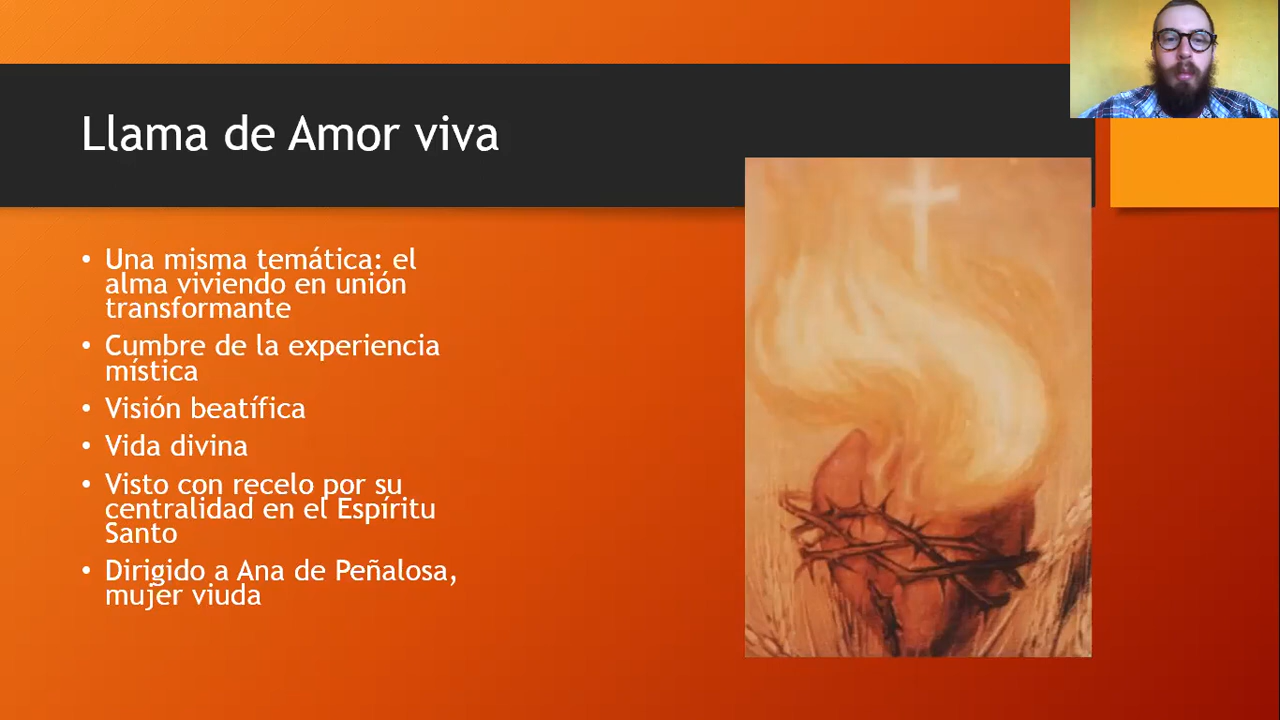 Llama de Amor viva
• Una misma temática: el
alma viviendo en unión
transformante
• Cumbre de la experiencia
mística
• Visión beatífica
• Vida divina
• Visto con recelo por su
centralidad en el Espíritu
Santo
• Dirigido a Ana de Peñalosa,
mujer viuda